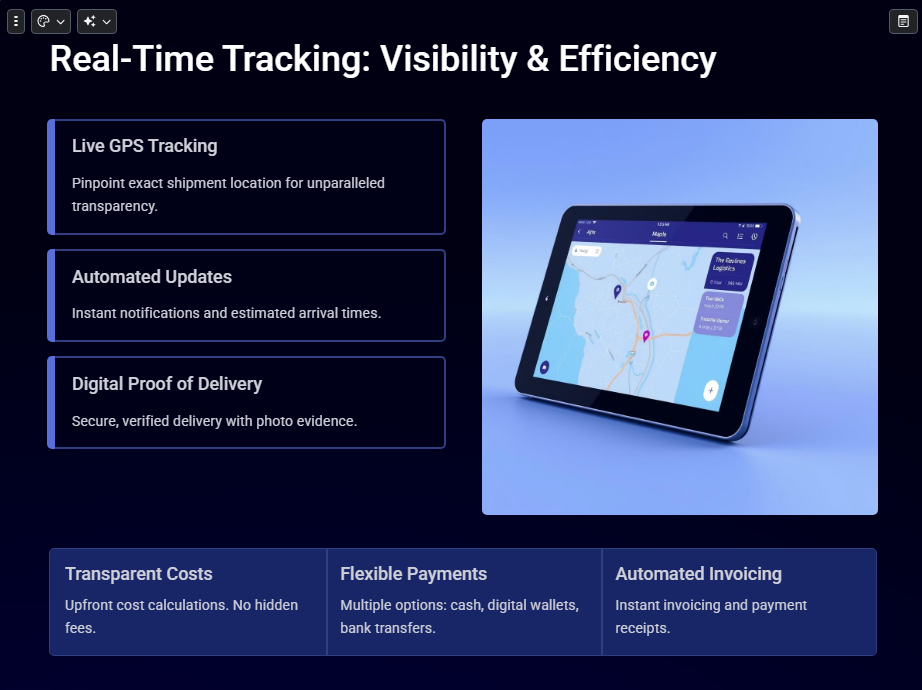 Real-Time Tracking: Visibility & Efficiency
Live GPS Tracking
Pinpoint exact shipment location for unparalleled
transparency.
Automated Updates
Instant notifications and estimated arrival times.
Digital Proof of Delivery
Secure, verified delivery with photo evidence.
Maple
Logistics
Transparent Costs
Upfront cost calculations. No hidden
fees.
Flexible Payments
Multiple options: cash, digital wallets,
bank transfers.
Automated Invoicing
Instant invoicing and payment
receipts.